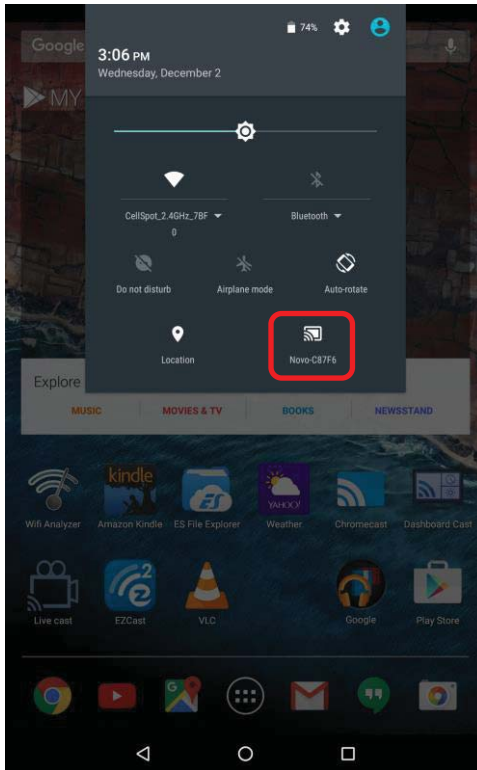 74%
3:06 PM
Wednesday, December 2
Google
MY
CellSpot_2.4GHz_7BF
0
Bluetooth
Do not disturb
Airplane mode
Auto-rotate
Location
Novo-C87F6
Explore
MUSIC
MOVIES & TV
BOOKS
NEWSSTAND
kindle
ES
YAHOO!
Wifi Analyzer
Amazon Kindle
ES File Explorer
Weather
Chromecast
Dashboard Cast
2
Live cast
EZCast
VLC
Google
Play Store
G